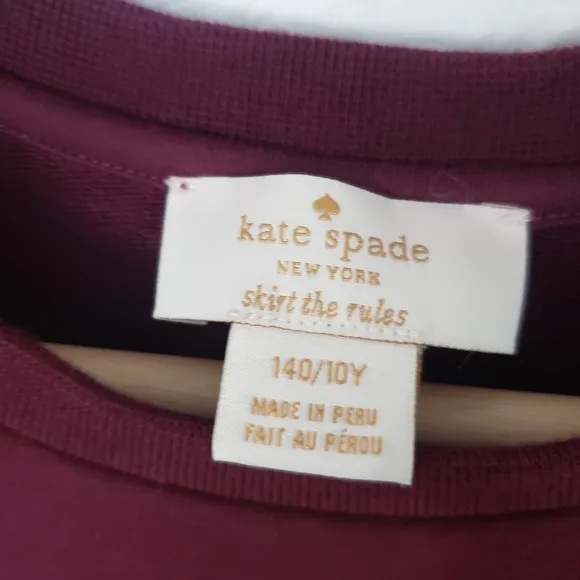 kate spade
NEW YORK
skirt the rules
140/10Y
MADE IN PERU
FAIT AU PÉROU